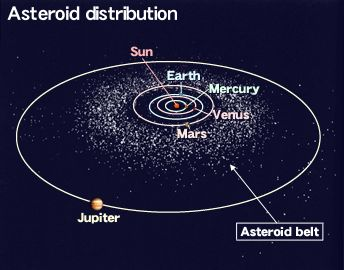 Asteroid distribution
Sun
Earth
Mercury
Venus
Mars
Jupiter
Asteroid belt